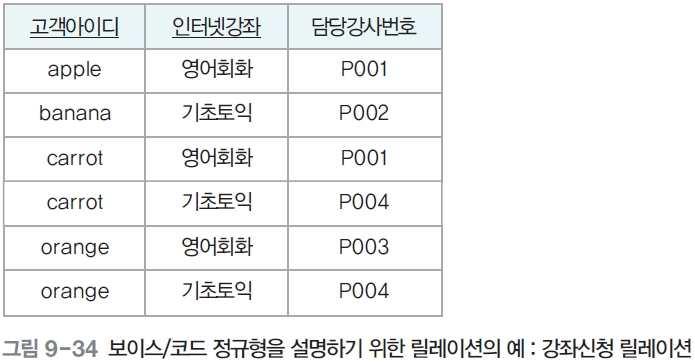 고객아이디 인터넷강좌 담당강사번호
apple 영어회화 P001
banana 기초토익 P002
carrot 영어회화 P001
carrot 기초토익 P004
orange 영어회화 P003
orange 기초토익 P004
그림 9-34 보이스/코드 정규형을 설명하기 위한 릴레이션의 예 : 강좌신청 릴레이션